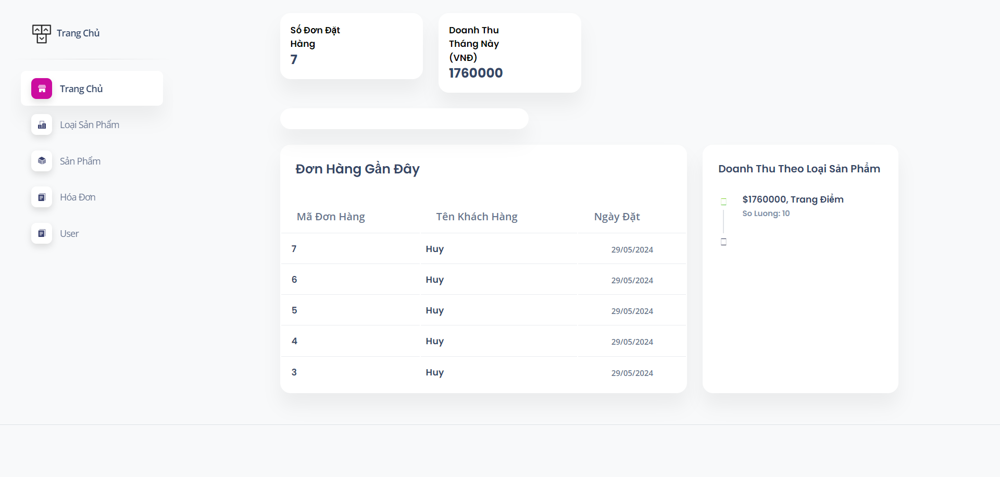 Trang Chủ
Trang Chủ
Loại Sản Phẩm
Sản Phẩm
Hóa Đơn
User
Số Đơn Đặt
Hàng
7
Doanh Thu
Tháng Này
(VNĐ)
1760000
Đơn Hàng Gần Đây
Mã Đơn Hàng Tên Khách Hàng Ngày Đặt
7 Huy 29/05/2024
6 Huy 29/05/2024
5 Huy 29/05/2024
4 Huy 29/05/2024
3 Huy 29/05/2024
Doanh Thu Theo Loại Sản Phẩm
$1760000, Trang Điểm
So Luong: 10